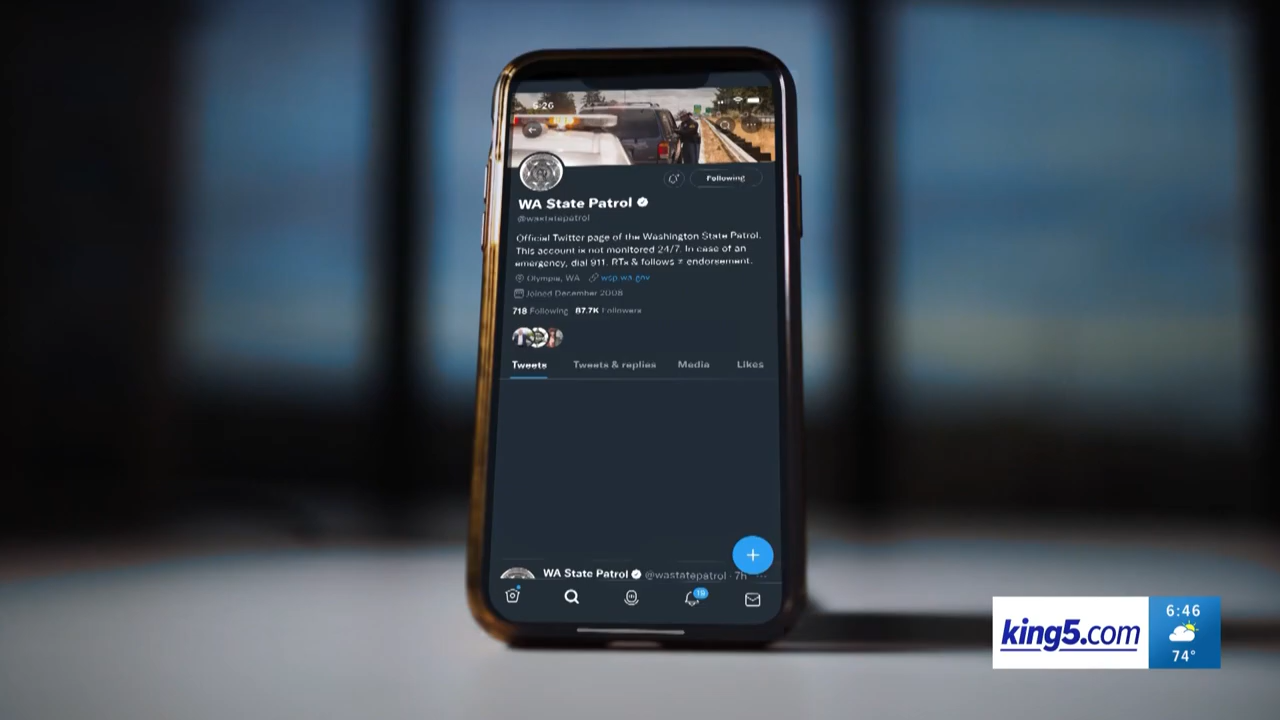 6:26
Following
WA State Patrol
@wastatepatrol
Official Twitter page of the Washington State Patrol.
This account is not monitored 24/7. In case of an
emergency, dial 911. RTs & follows ≠ endorsement.
Olympia, WA wsp.wa.gov
Joined December 2008
718 Following 87.7K Followers
Tweets Tweets & replies Media Likes
WA State Patrol @wastatepatrol · 7h
king5.com
6:46
74°